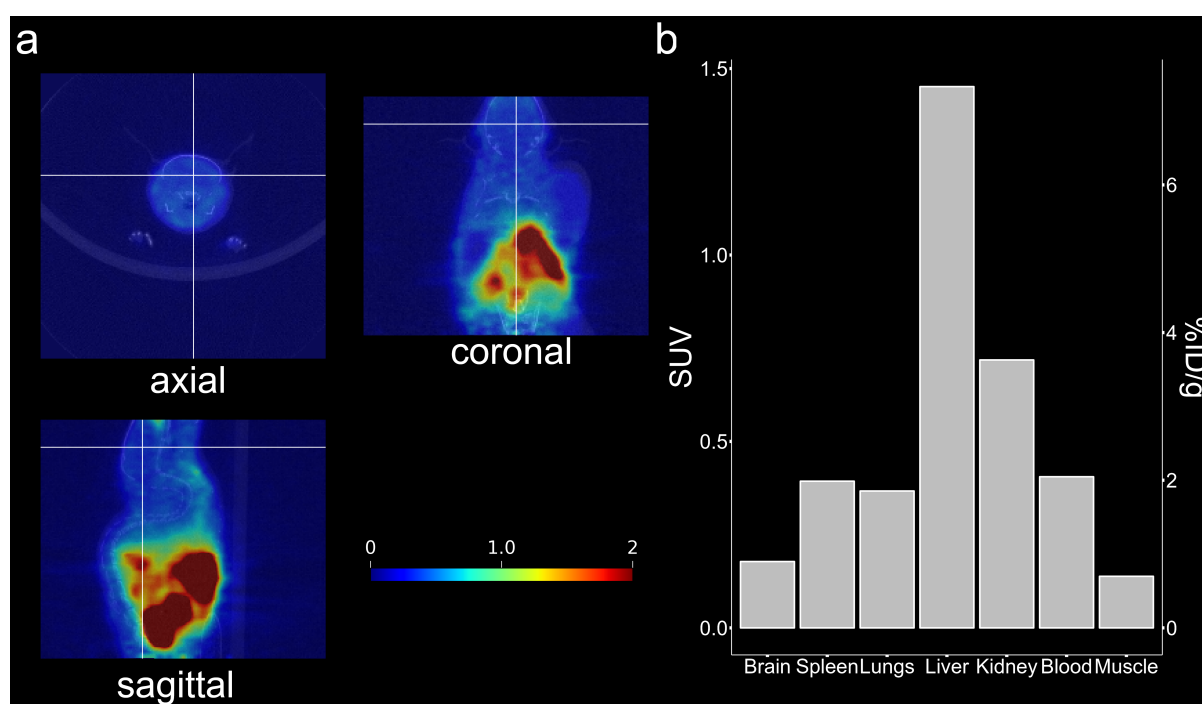 a
axial
coronal
sagittal
0 1.0 2
b
SUV
1.5
1.0
0.5
0.0
%ID/g
6
4
2
0
Brain Spleen Lungs Liver Kidney Blood Muscle